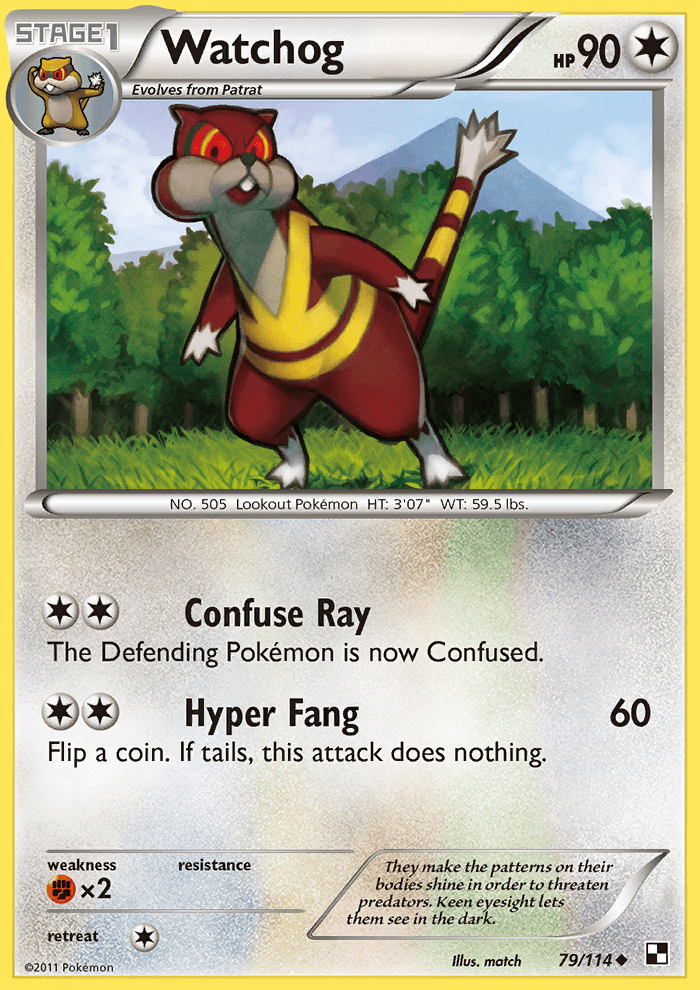 STAGE1
Watchog
HP 90
Evolves from Patrat
NO. 505 Lookout Pokémon HT: 3'07" WT: 59.5 lbs.
Confuse Ray
The Defending Pokémon is now Confused.
Hyper Fang 60
Flip a coin. If tails, this attack does nothing.
weakness resistance
×2
retreat
They make the patterns on their
bodies shine in order to threaten
predators. Keen eyesight lets
them see in the dark.
©2011 Pokémon
Illus. match 79/114